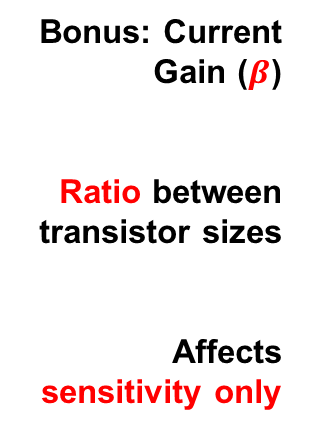 Bonus: Current
Gain (β)
Ratio between
transistor sizes
Affects
sensitivity only